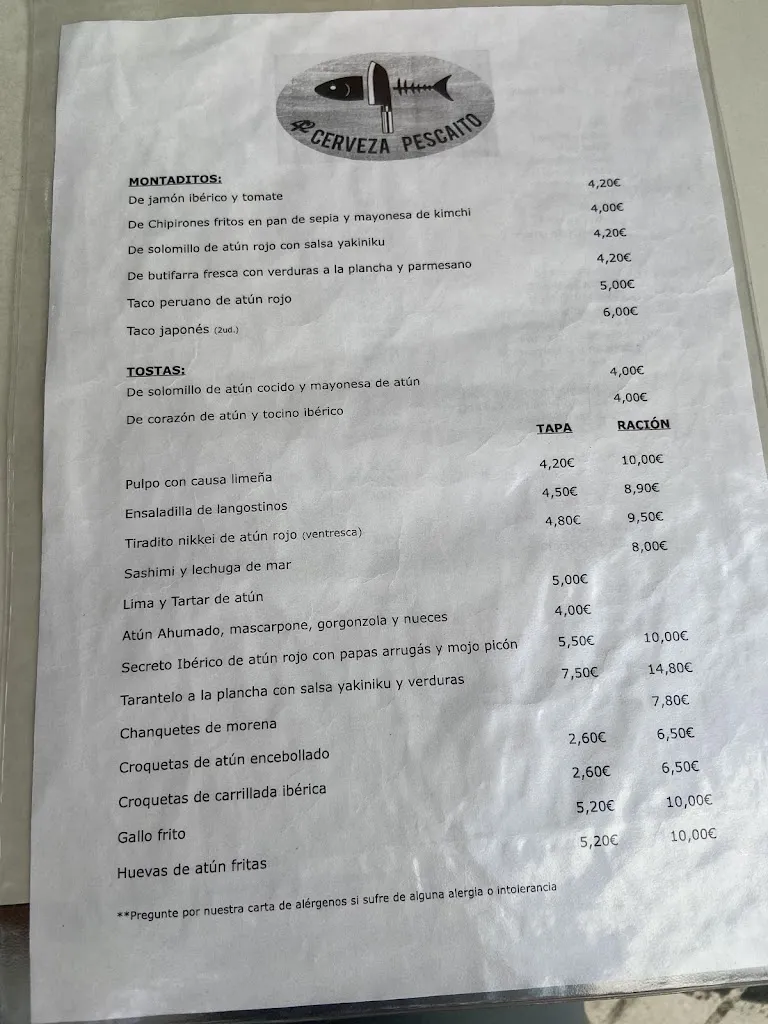 CERVEZA PESCAITO
MONTADITOS:
De jamón ibérico y tomate 4,20€
De Chipirones fritos en pan de sepia y mayonesa de kimchi 4,00€
De solomillo de atún rojo con salsa yakiniku 4,20€
De butifarra fresca con verduras a la plancha y parmesano 4,20€
Taco peruano de atún rojo 5,00€
Taco japonés (2ud.) 6,00€
TOSTAS:
De solomillo de atún cocido y mayonesa de atún 4,00€
De corazón de atún y tocino ibérico 4,00€
TAPA RACIÓN
Pulpo con causa limeña 4,20€ 10,00€
Ensaladilla de langostinos 4,50€ 8,90€
Tiradito nikkei de atún rojo (ventresca) 4,80€ 9,50€
Sashimi y lechuga de mar 8,00€
Lima y Tartar de atún 5,00€
Atún Ahumado, mascarpone, gorgonzola y nueces 4,00€
Secreto Ibérico de atún rojo con papas arrugás y mojo picón 5,50€ 10,00€
Tarantelo a la plancha con salsa yakiniku y verduras 7,50€ 14,80€
Chanquetes de morena 7,80€
Croquetas de atún encebollado 2,60€ 6,50€
Croquetas de carrillada ibérica 2,60€ 6,50€
Gallo frito 5,20€ 10,00€
Huevas de atún fritas 5,20€ 10,00€
**Pregunte por nuestra carta de alérgenos si sufre de alguna alergia o intolerancia